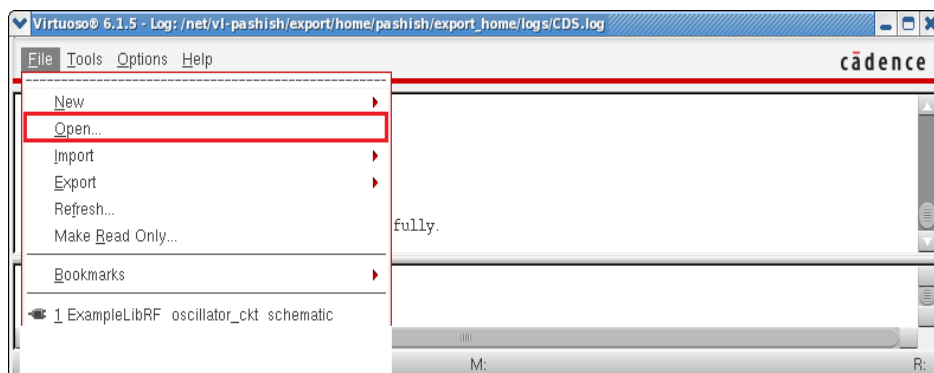 Virtuoso® 6.1.5 - Log: /net/vl-pashish/export/home/pashish/export_home/logs/CDS.log
File Tools Options Help
cādence
New
Open...
Import
Export
Refresh...
fully.
Make Read Only...
Bookmarks
1 ExampleLibRF oscillator_ckt schematic
M: R: